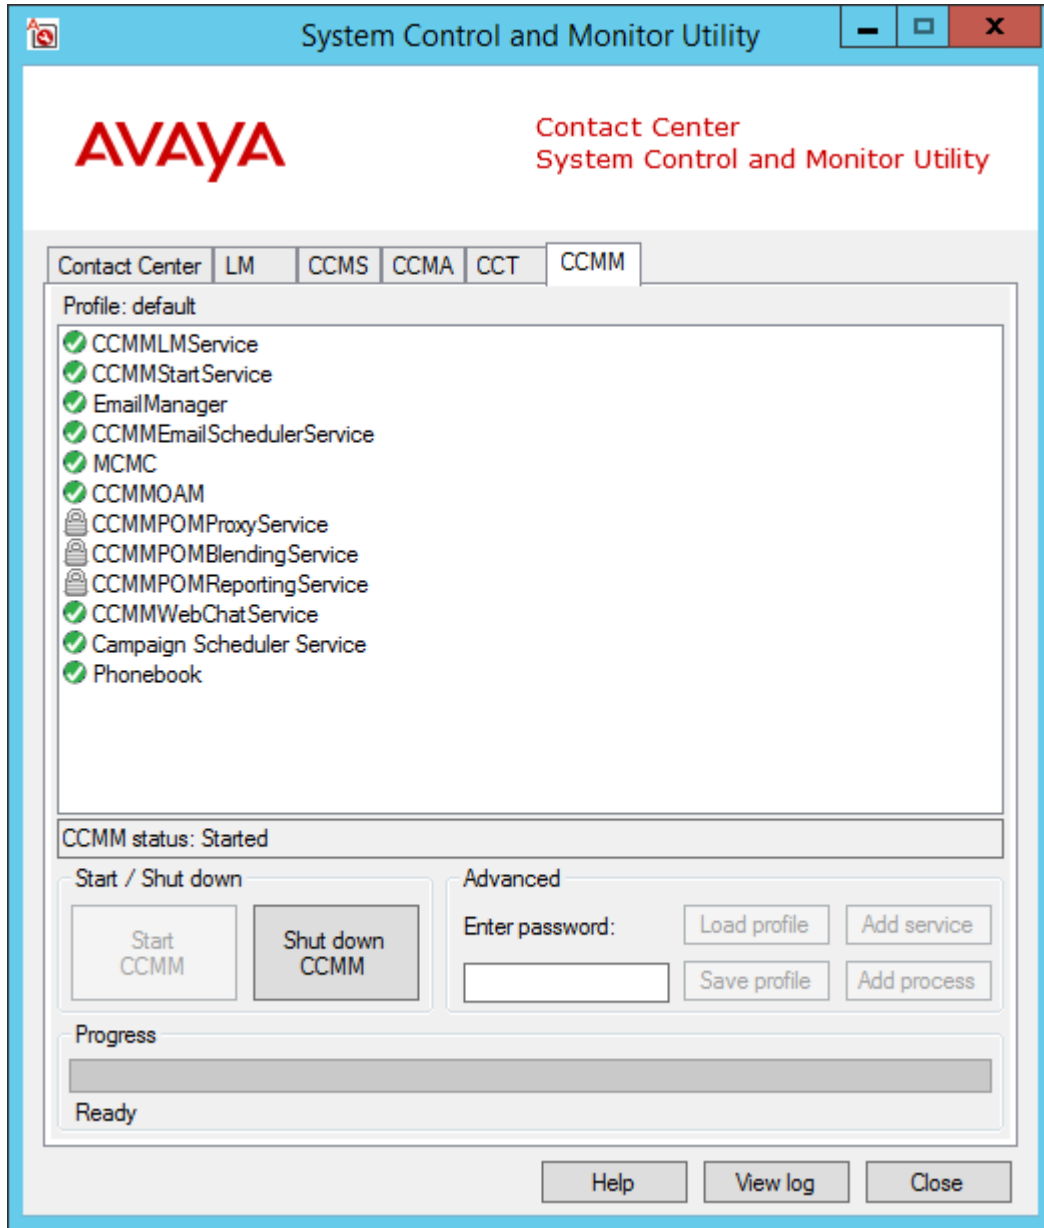 System Control and Monitor Utility
AVAYA
Contact Center
System Control and Monitor Utility
Contact Center LM CCMS CCMA CCT CCMM
Profile: default
CCMMLMService
CCMMStartService
EmailManager
CCMMEmailSchedulerService
MCMC
CCMMOAM
CCMMPOMProxyService
CCMMPOMBlendingService
CCMMPOMReportingService
CCMMWebChatService
Campaign Scheduler Service
Phonebook
CCMM status: Started
Start / Shut down
Start
CCMM
Shut down
CCMM
Advanced
Enter password:
Load profile
Add service
Save profile
Add process
Progress
Ready
Help
View log
Close